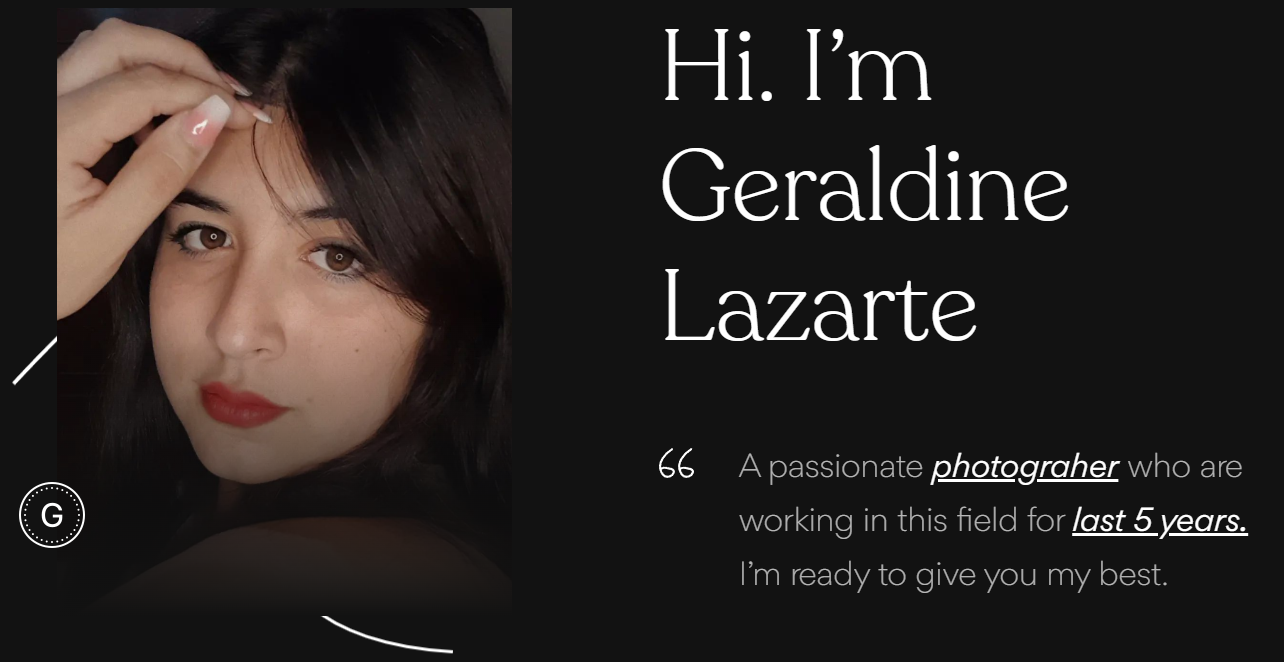 Hi. I’m
Geraldine
Lazarte
“ A passionate photograher who are
working in this field for last 5 years.
I’m ready to give you my best.
G